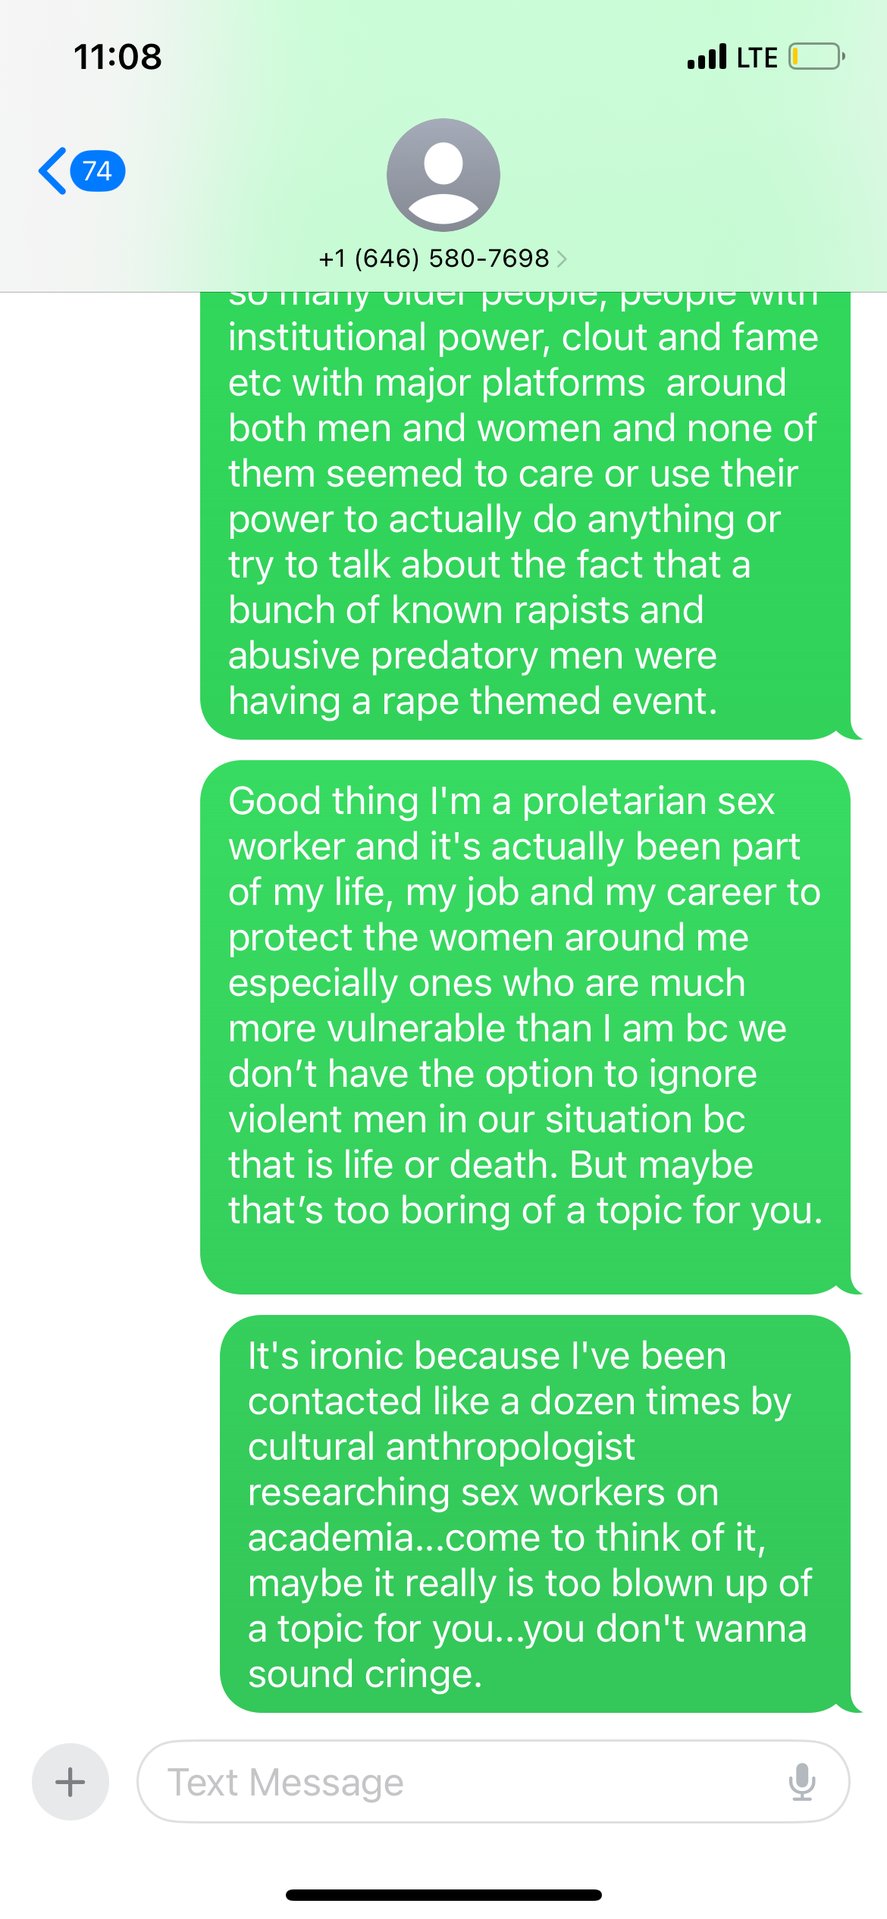 11:08
LTE
74
+1 (646) 580-7698
so many older people, people with
institutional power, clout and fame
etc with major platforms  around
both men and women and none of
them seemed to care or use their
power to actually do anything or
try to talk about the fact that a
bunch of known rapists and
abusive predatory men were
having a rape themed event.
Good thing I'm a proletarian sex
worker and it's actually been part
of my life, my job and my career to
protect the women around me
especially ones who are much
more vulnerable than I am bc we
don’t have the option to ignore
violent men in our situation bc
that is life or death. But maybe
that’s too boring of a topic for you.
It's ironic because I've been
contacted like a dozen times by
cultural anthropologist
researching sex workers on
academia...come to think of it,
maybe it really is too blown up of
a topic for you...you don't wanna
sound cringe.
Text Message